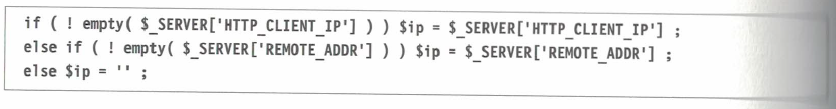 if ( ! empty( $_SERVER['HTTP_CLIENT_IP'] ) ) $ip = $_SERVER['HTTP_CLIENT_IP'] ;
else if ( ! empty( $_SERVER['REMOTE_ADDR'] ) ) $ip = $_SERVER['REMOTE_ADDR'] ;
else $ip = '' ;